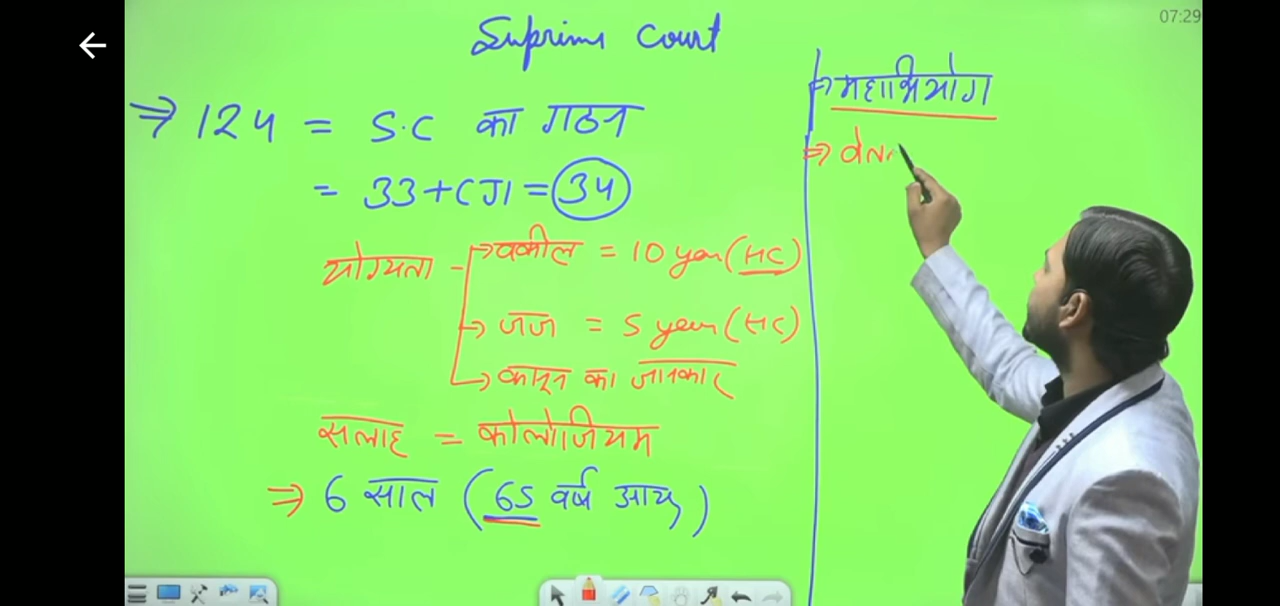 07:29
Suprime Court
⇒ 124 = S.C का गठन
= 33+CJI = 34
योग्यता → वकील = 10 year (HC)
→ जज = 5 year (HC)
→ कानून का जानकार
सलाह = कोलोजियम
⇒ 6 साल (65 वर्ष आयु)
⇒ महाभियोग
⇒ वेत